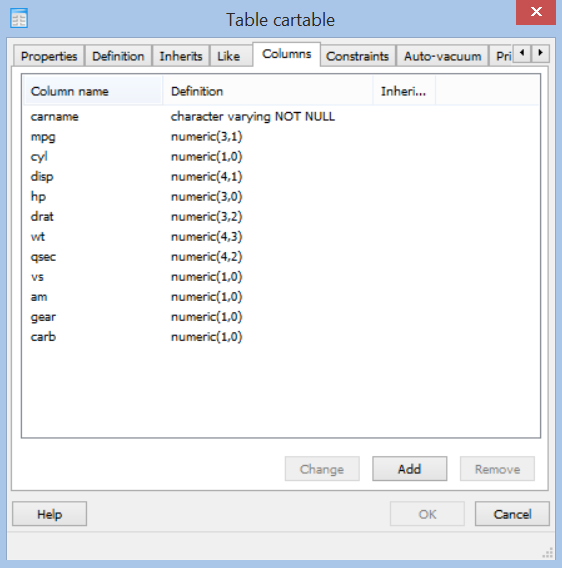 Table cartable
Properties Definition Inherits Like Columns Constraints Auto-vacuum Pri
Column name Definition Inheri...
carname character varying NOT NULL
mpg numeric(3,1)
cyl numeric(1,0)
disp numeric(4,1)
hp numeric(3,0)
drat numeric(3,2)
wt numeric(4,3)
qsec numeric(4,2)
vs numeric(1,0)
am numeric(1,0)
gear numeric(1,0)
carb numeric(1,0)
Change Add Remove
Help OK Cancel